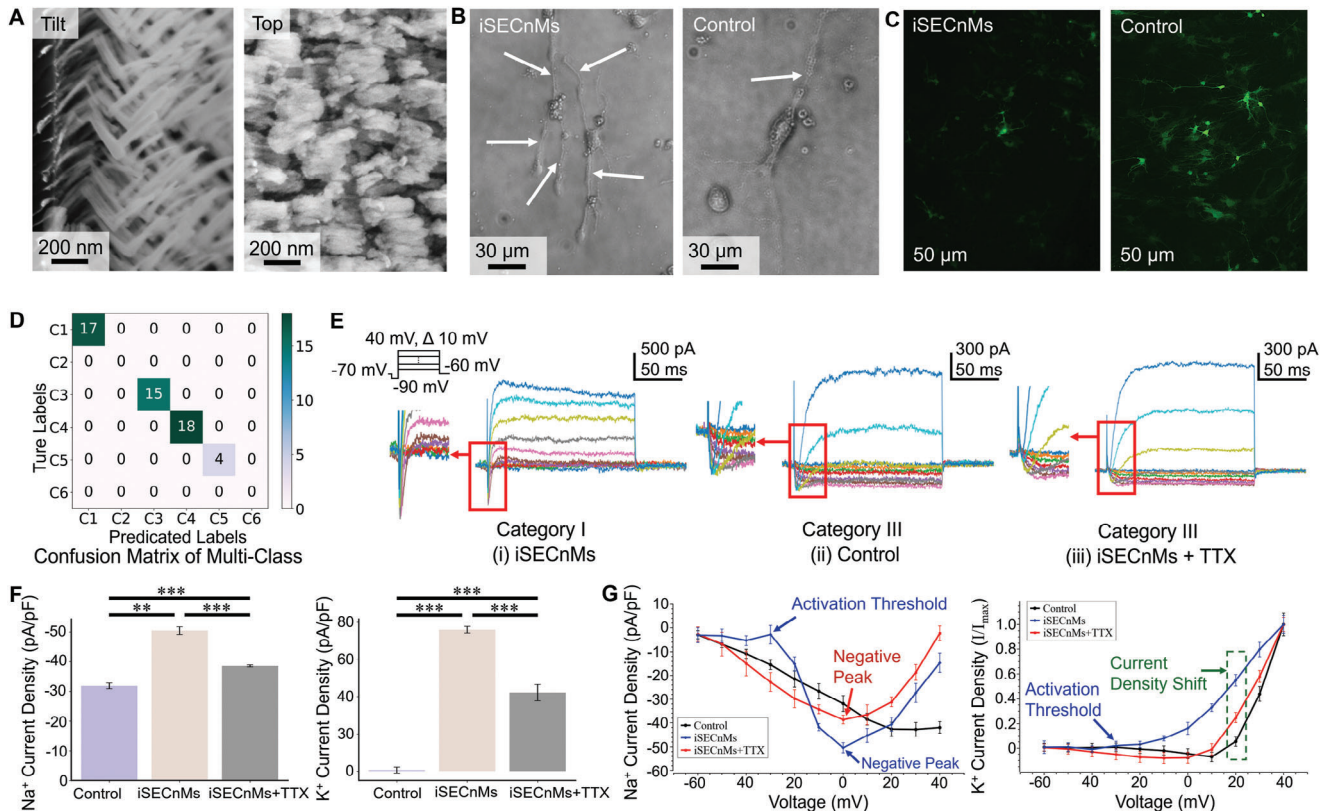 A
Tilt
200 nm
Top
200 nm
B
iSECnMs
30 µm
Control
30 µm
C
iSECnMs
50 µm
Control
50 µm
D
Ture Labels
C1 17 0 0 0 0 0
C2 0 0 0 0 0 0
C3 0 0 15 0 0 0
C4 0 0 0 18 0 0
C5 0 0 0 0 4 0
C6 0 0 0 0 0 0
C1 C2 C3 C4 C5 C6
Predicated Labels
Confusion Matrix of Multi-Class
15
10
5
0
E
40 mV, Δ 10 mV
-70 mV
-60 mV
-90 mV
500 pA
50 ms
Category I
(i) iSECnMs
300 pA
50 ms
Category III
(ii) Control
300 pA
50 ms
Category III
(iii) iSECnMs + TTX
F
Na⁺ Current Density (pA/pF)
-50
-40
-30
-20
-10
0
***
** ***
Control iSECnMs iSECnMs+TTX
K⁺ Current Density (pA/pF)
80
60
40
20
0
***
*** ***
Control iSECnMs iSECnMs+TTX
G
Na⁺ Current Density (pA/pF)
10
0
-10
-20
-30
-40
-50
-60
Activation Threshold
Negative
Peak
Negative Peak
Control
iSECnMs
iSECnMs+TTX
-60 -40 -20 0 20 40
Voltage (mV)
K⁺ Current Density (I/Imax)
1.0
0.8
0.6
0.4
0.2
0
Control
iSECnMs
iSECnMs+TTX
Current
Density Shift
Activation
Threshold
-60 -40 -20 0 20 40
Voltage (mV)